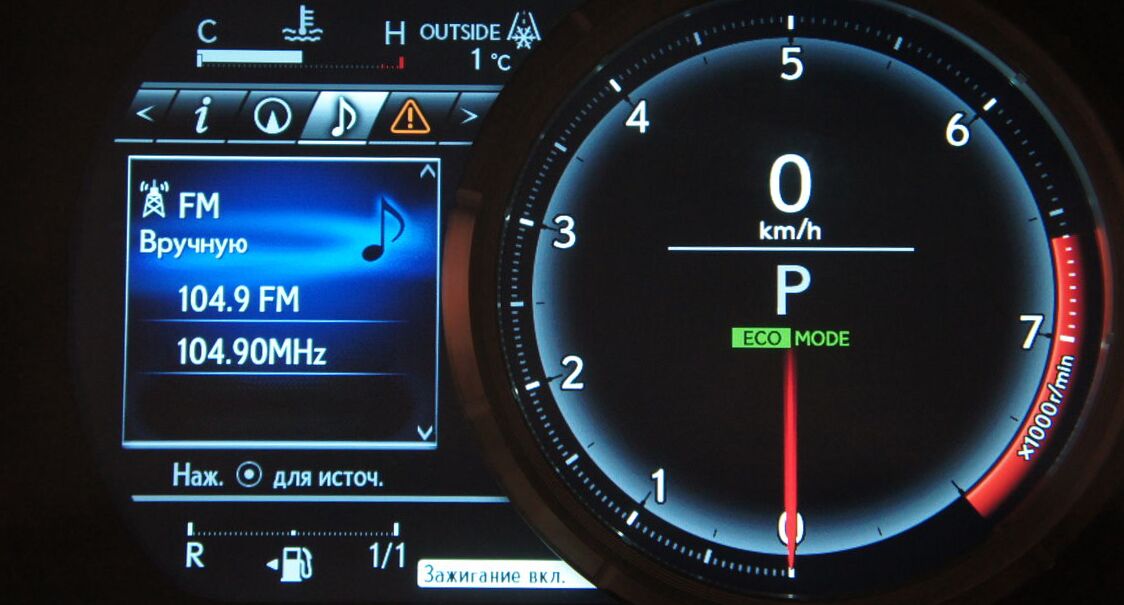 C H OUTSIDE
1 °C
FM
Вручную
104.9 FM
104.90MHz
Наж. для источ.
R 1/1
Зажигание вкл.
5
4 6
0
km/h
3
P
7
ECO MODE
2
x1000r/min
1
0